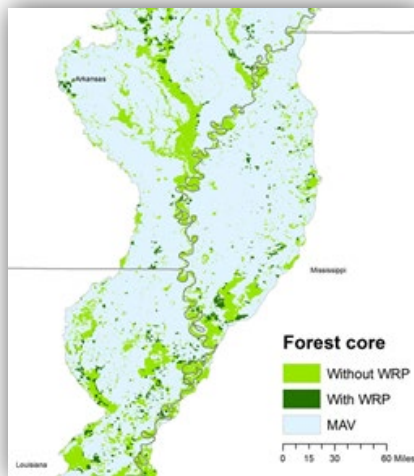 Arkansas
Mississippi
Forest core
Without WRP
With WRP
MAV
0 15 30 60 Miles
Louisiana